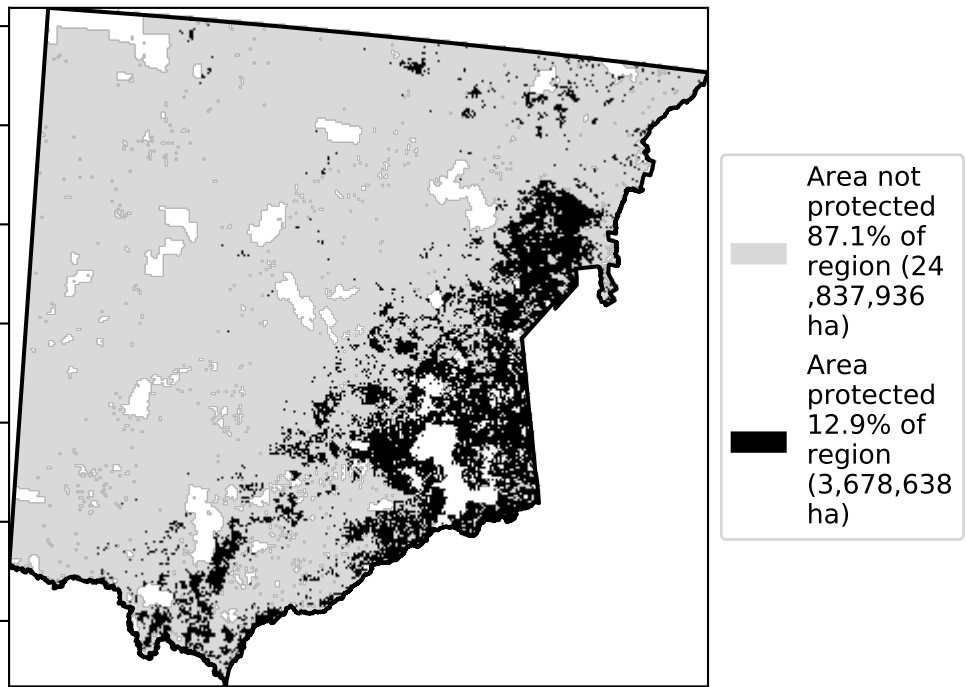 Area not
protected
87.1% of
region (24
,837,936
ha)
Area
protected
12.9% of
region
(3,678,638
ha)